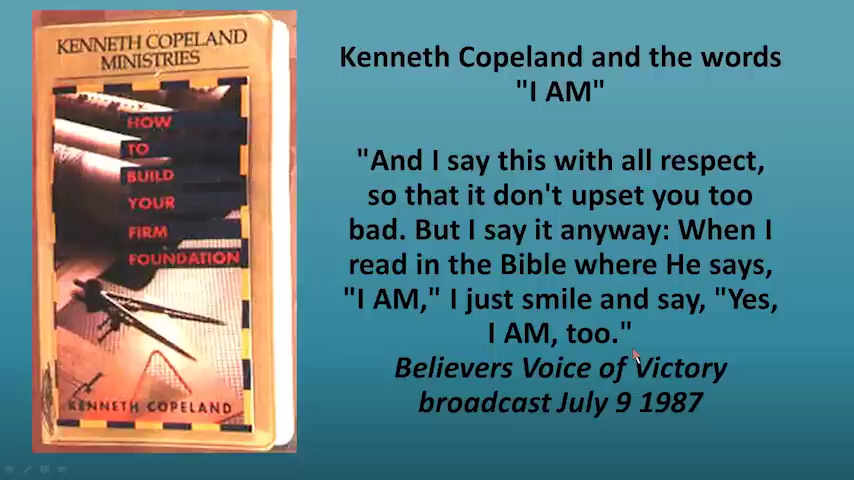 KENNETH COPELAND
MINISTRIES
HOW
TO
BUILD
YOUR
FIRM
FOUNDATION
KENNETH COPELAND
Kenneth Copeland and the words
"I AM"
"And I say this with all respect,
so that it don't upset you too
bad. But I say it anyway: When I
read in the Bible where He says,
"I AM," I just smile and say, "Yes,
I AM, too."
Believers Voice of Victory
broadcast July 9 1987